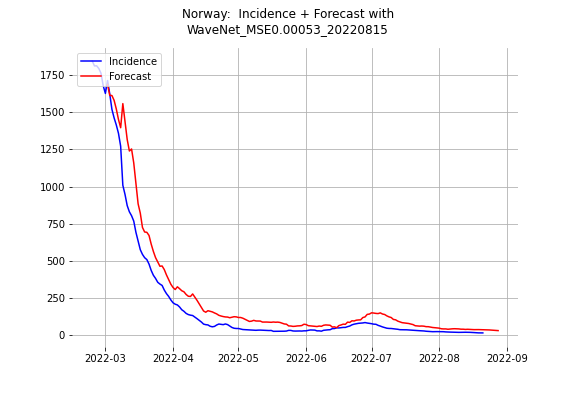 Norway:  Incidence + Forecast with
WaveNet_MSE0.00053_20220815
Incidence
Forecast
1750
1500
1250
1000
750
500
250
0
2022-03 2022-04 2022-05 2022-06 2022-07 2022-08 2022-09